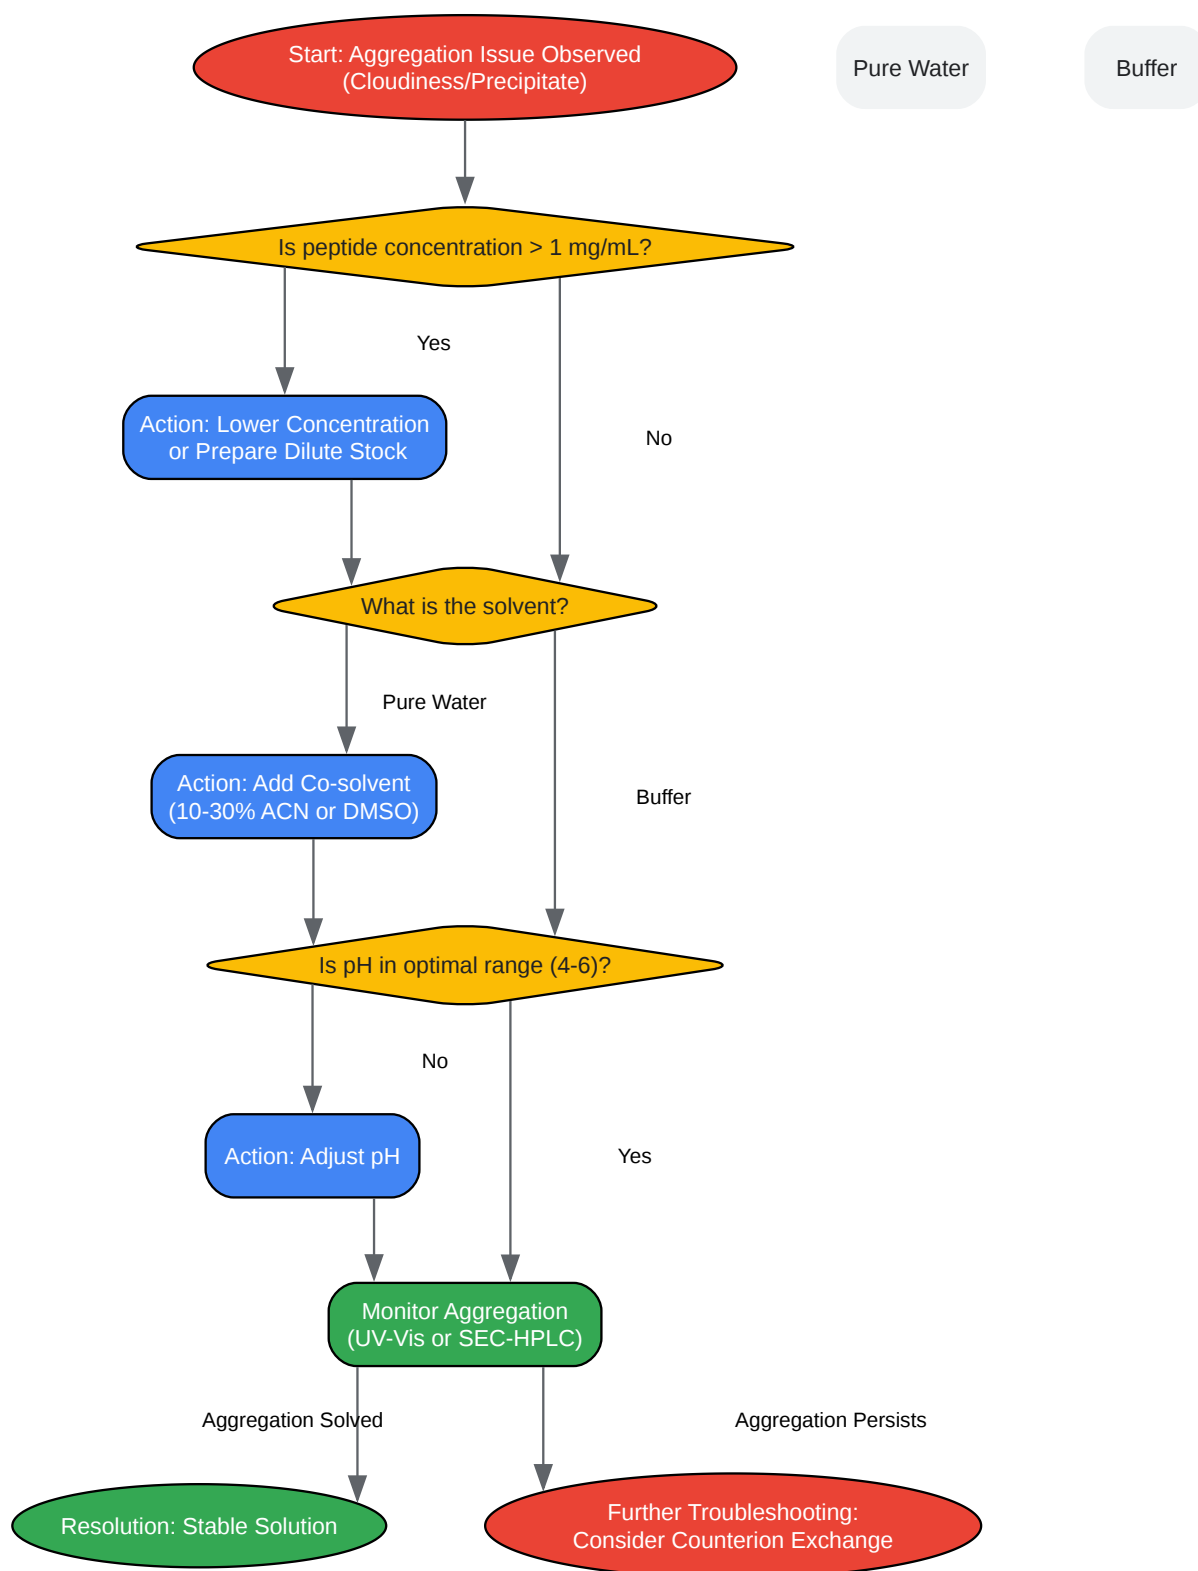 Start: Aggregation Issue Observed
(Cloudiness/Precipitate)
Pure Water
Buffer
Is peptide concentration > 1 mg/mL?
Yes
Action: Lower Concentration
or Prepare Dilute Stock
No
What is the solvent?
Pure Water
Action: Add Co-solvent
(10-30% ACN or DMSO)
Buffer
Is pH in optimal range (4-6)?
No
Action: Adjust pH
Yes
Monitor Aggregation
(UV-Vis or SEC-HPLC)
Aggregation Solved
Aggregation Persists
Resolution: Stable Solution
Further Troubleshooting:
Consider Counterion Exchange